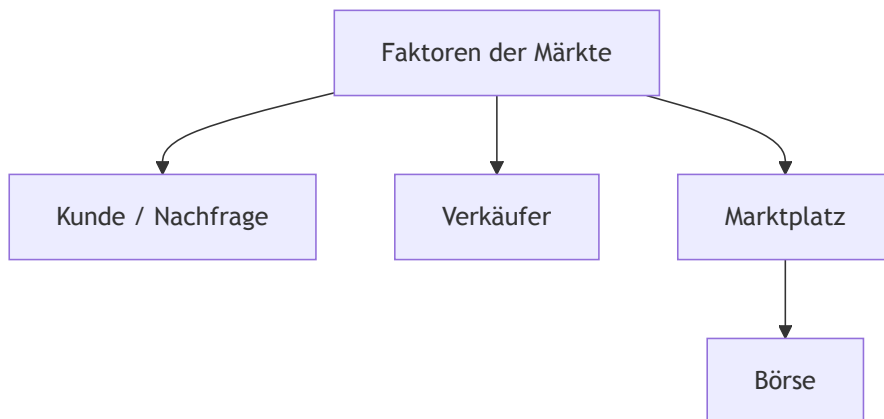 Faktoren der Märkte
Kunde / Nachfrage
Verkäufer
Marktplatz
Börse